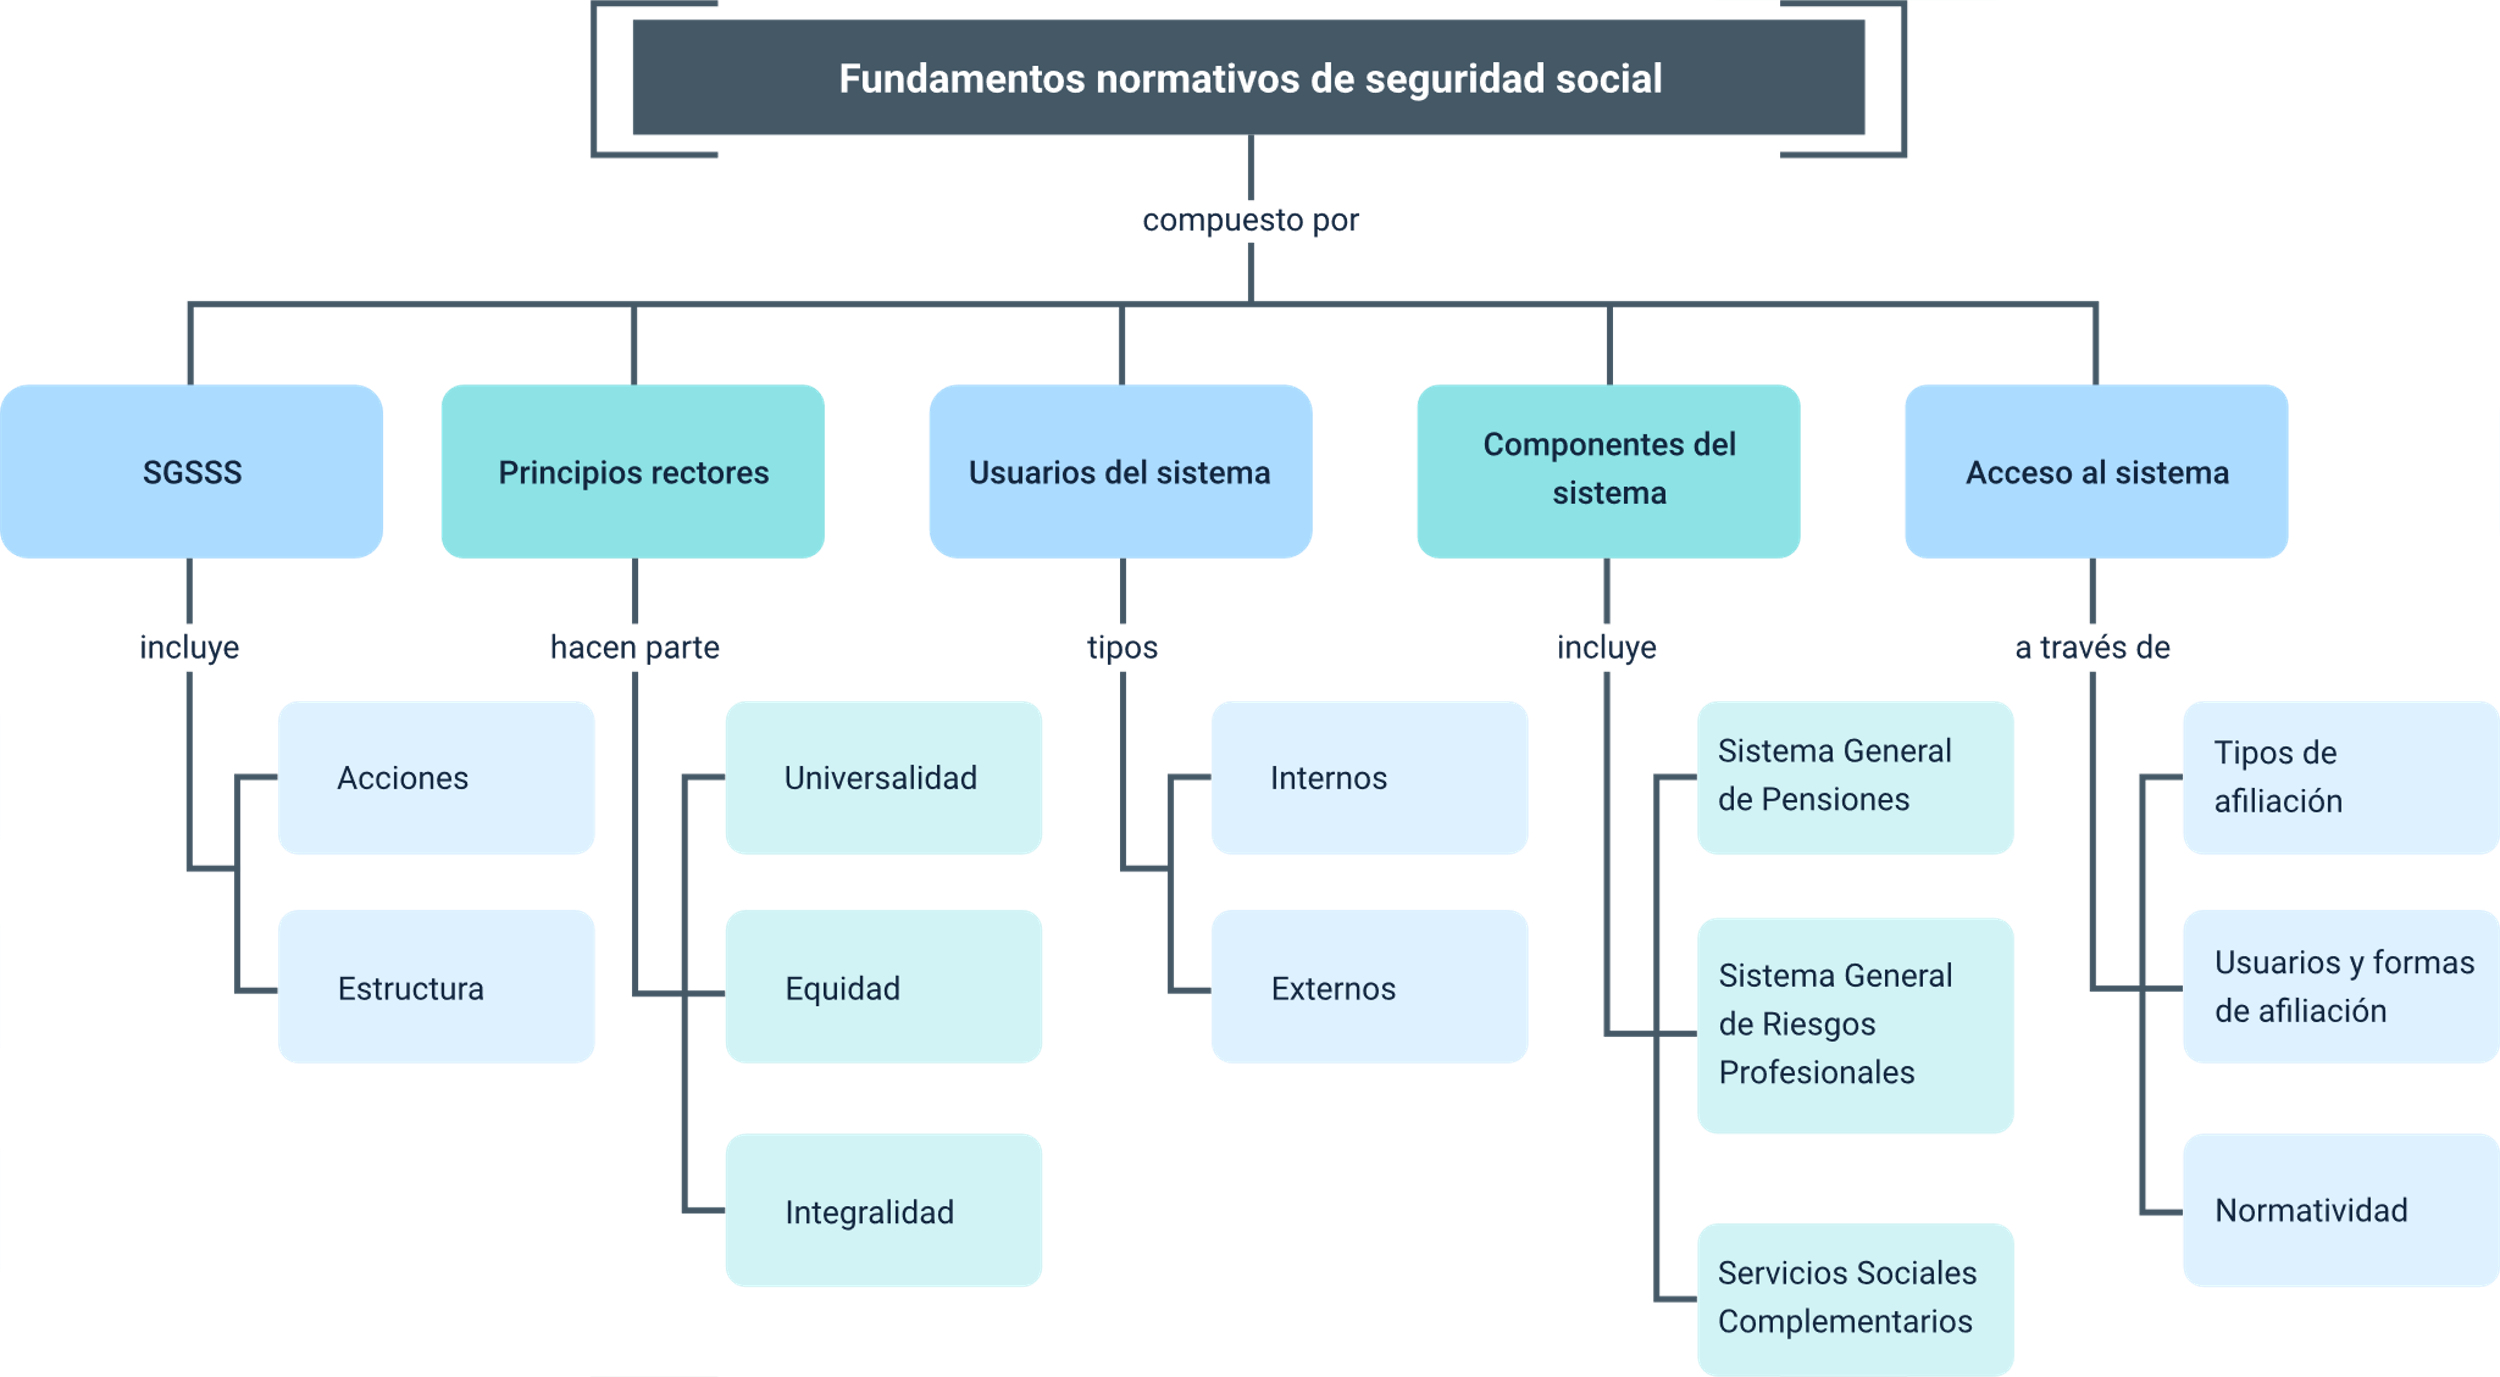 Fundamentos normativos de seguridad social
compuesto por
SGSSS
Principios rectores
Usuarios del sistema
Componentes del
sistema
Acceso al sistema
incluye
hacen parte
tipos
incluye
a través de
Acciones
Estructura
Universalidad
Equidad
Integralidad
Internos
Externos
Sistema General
de Pensiones
Sistema General
de Riesgos
Profesionales
Servicios Sociales
Complementarios
Tipos de
afiliación
Usuarios y formas
de afiliación
Normatividad